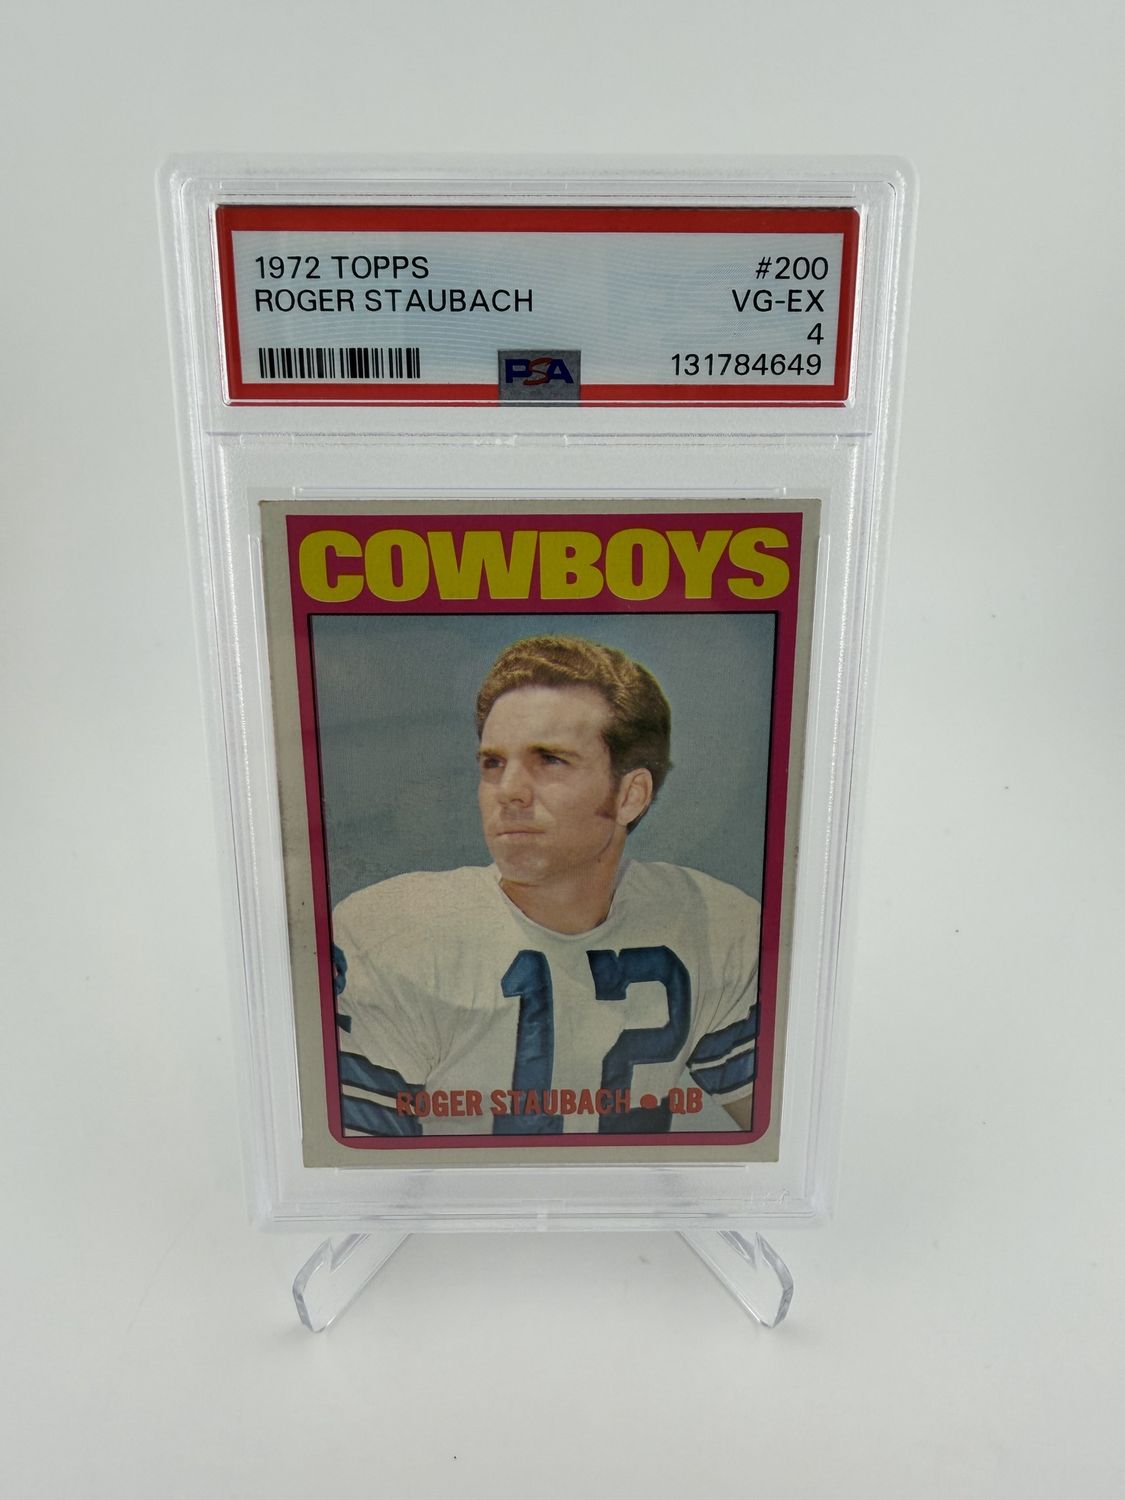 1972 TOPPS #200
ROGER STAUBACH VG-EX
4
PSA 131784649
COWBOYS
12
ROGER STAUBACH • QB